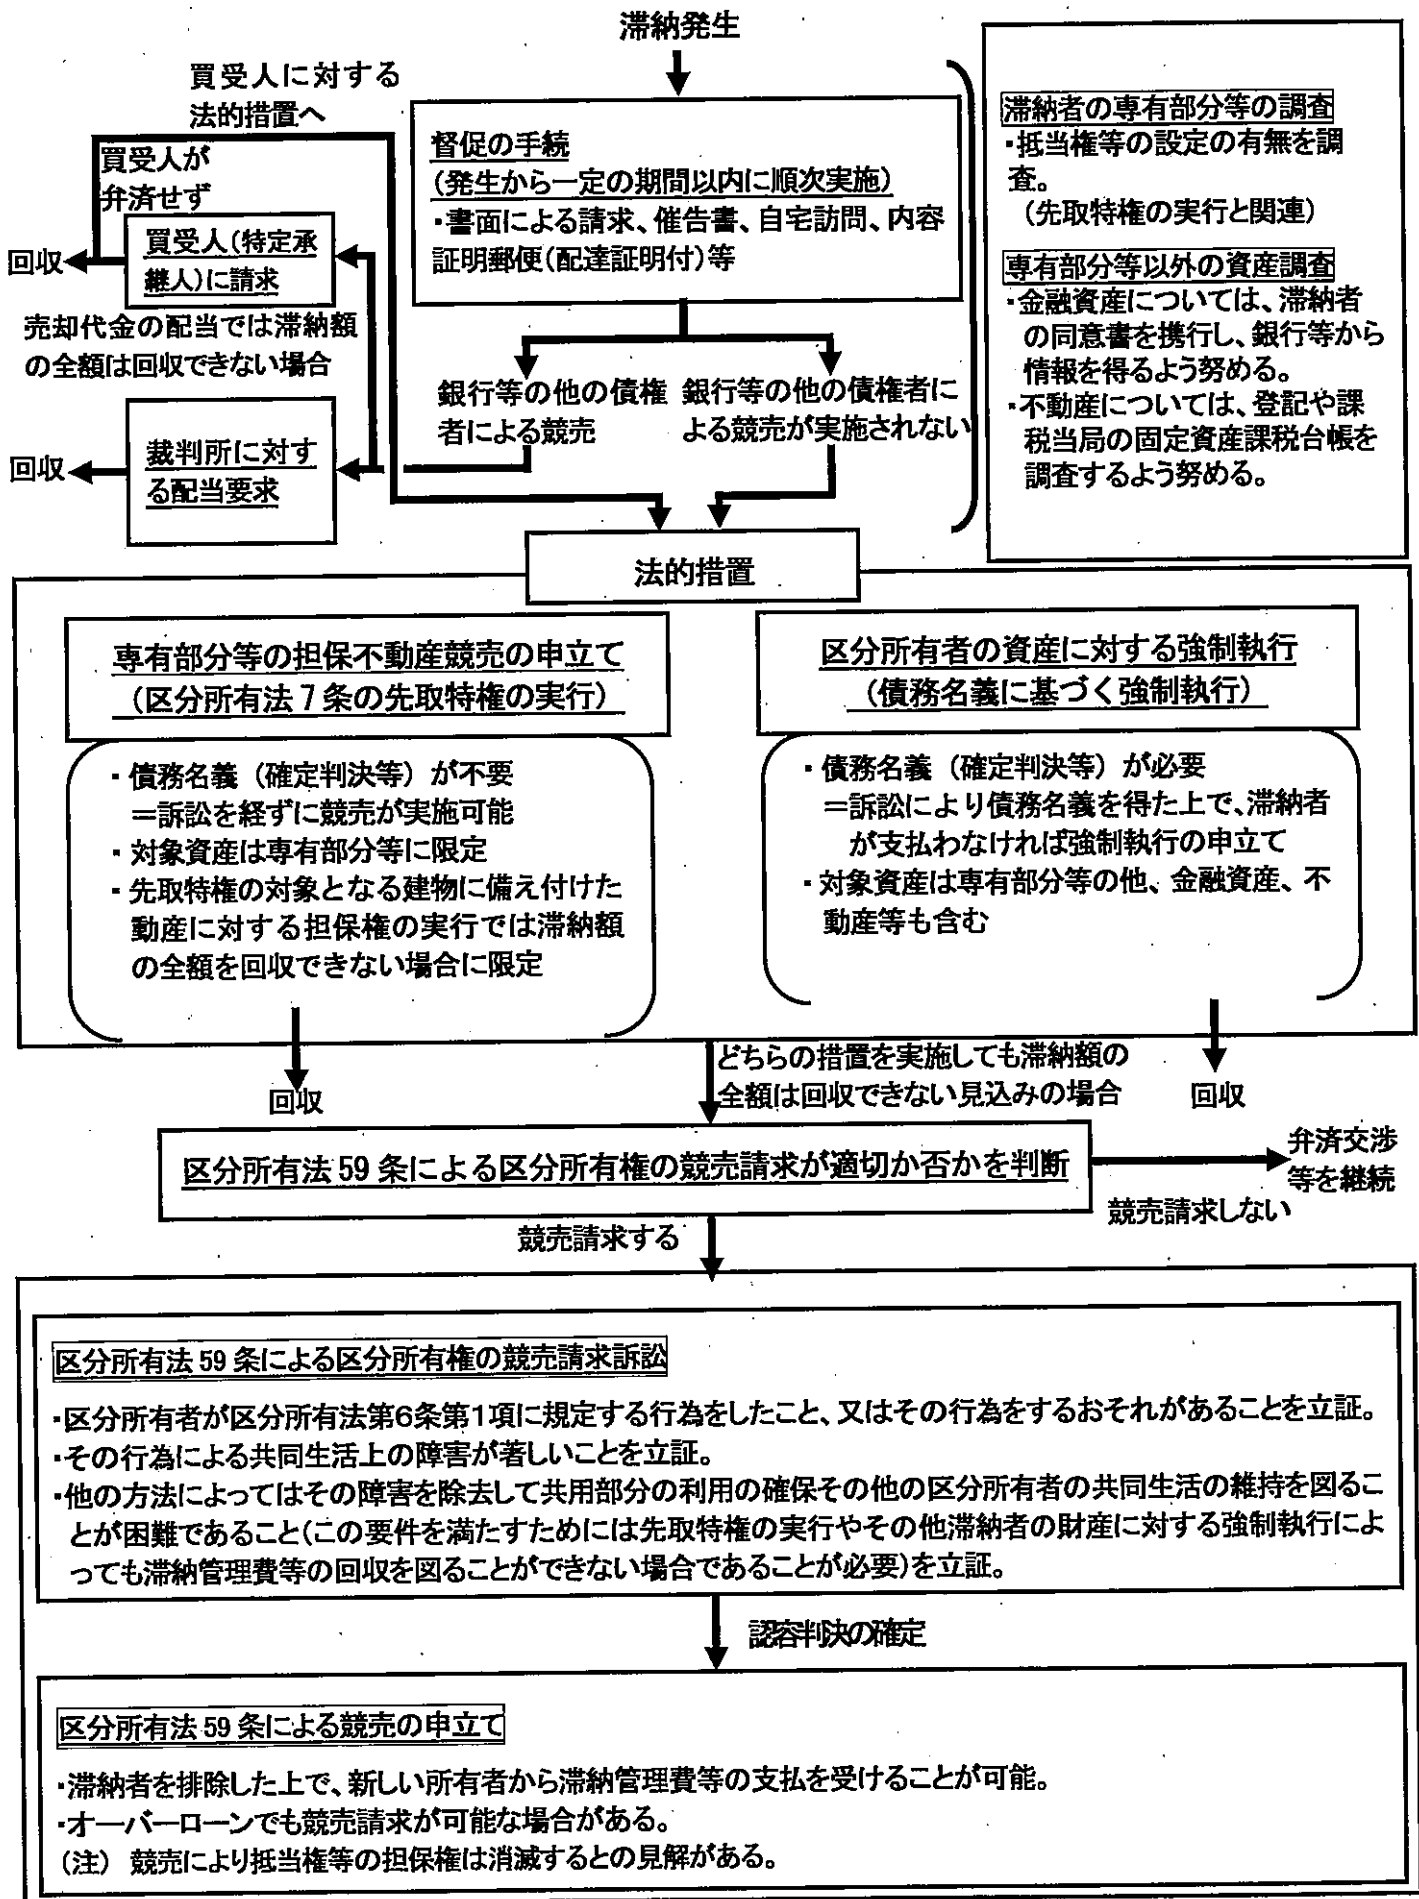 滞納発生
買受人に対する
法的措置へ
買受人が
弁済せず
回収
買受人(特定承
継人)に請求
売却代金の配当では滞納額
の全額は回収できない場合
回収
裁判所に対す
る配当要求
督促の手続
(発生から一定の期間以内に順次実施)
・書面による請求、催告書、自宅訪問、内容
証明郵便(配達証明付)等
銀行等の他の債権
者による競売
銀行等の他の債権者に
よる競売が実施されない
滞納者の専有部分等の調査
・抵当権等の設定の有無を調
査。
(先取特権の実行と関連)
専有部分等以外の資産調査
・金融資産については、滞納者
の同意書を携行し、銀行等から
情報を得るよう努める。
・不動産については、登記や課
税当局の固定資産課税台帳を
調査するよう努める。
法的措置
専有部分等の担保不動産競売の申立て
(区分所有法7条の先取特権の実行)
・債務名義(確定判決等)が不要
=訴訟を経ずに競売が実施可能
・対象資産は専有部分等に限定
・先取特権の対象となる建物に備え付けた
動産に対する担保権の実行では滞納額
の全額を回収できない場合に限定
区分所有者の資産に対する強制執行
(債務名義に基づく強制執行)
・債務名義(確定判決等)が必要
=訴訟により債務名義を得た上で、滞納者
が支払わなければ強制執行の申立て
・対象資産は専有部分等の他、金融資産、不
動産等も含む
回収
どちらの措置を実施しても滞納額の
全額は回収できない見込みの場合
回収
区分所有法59条による区分所有権の競売請求が適切か否かを判断
弁済交渉
等を継続
競売請求しない
競売請求する
区分所有法59条による区分所有権の競売請求訴訟
・区分所有者が区分所有法第6条第1項に規定する行為をしたこと、又はその行為をするおそれがあることを立証。
・その行為による共同生活上の障害が著しいことを立証。
・他の方法によってはその障害を除去して共用部分の利用の確保その他の区分所有者の共同生活の維持を図るこ
とが困難であること(この要件を満たすためには先取特権の実行やその他滞納者の財産に対する強制執行によ
っても滞納管理費等の回収を図ることができない場合であることが必要)を立証。
認容判決の確定
区分所有法59条による競売の申立て
・滞納者を排除した上で、新しい所有者から滞納管理費等の支払を受けることが可能。
・オーバーローンでも競売請求が可能な場合がある。
(注) 競売により抵当権等の担保権は消滅するとの見解がある。